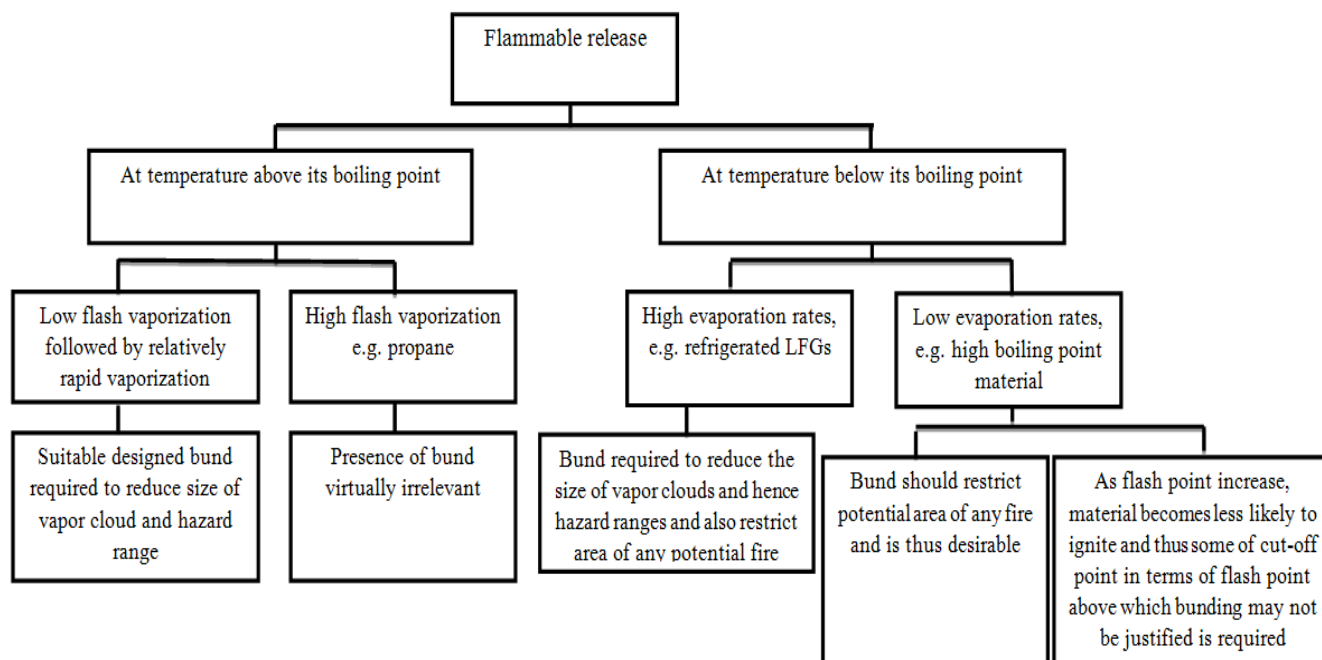 Flammable release
At temperature above its boiling point
At temperature below its boiling point
Low flash vaporization
followed by relatively
rapid vaporization
High flash vaporization
e.g. propane
High evaporation rates,
e.g. refrigerated LFGs
Low evaporation rates,
e.g. high boiling point
material
Suitable designed bund
required to reduce size of
vapor cloud and hazard
range
Presence of bund
virtually irrelevant
Bund required to reduce the
size of vapor clouds and hence
hazard ranges and also restrict
area of any potential fire
Bund should restrict
potential area of any fire
and is thus desirable
As flash point increase,
material becomes less likely to
ignite and thus some of cut-off
point in terms of flash point
above which bunding may not
be justified is required